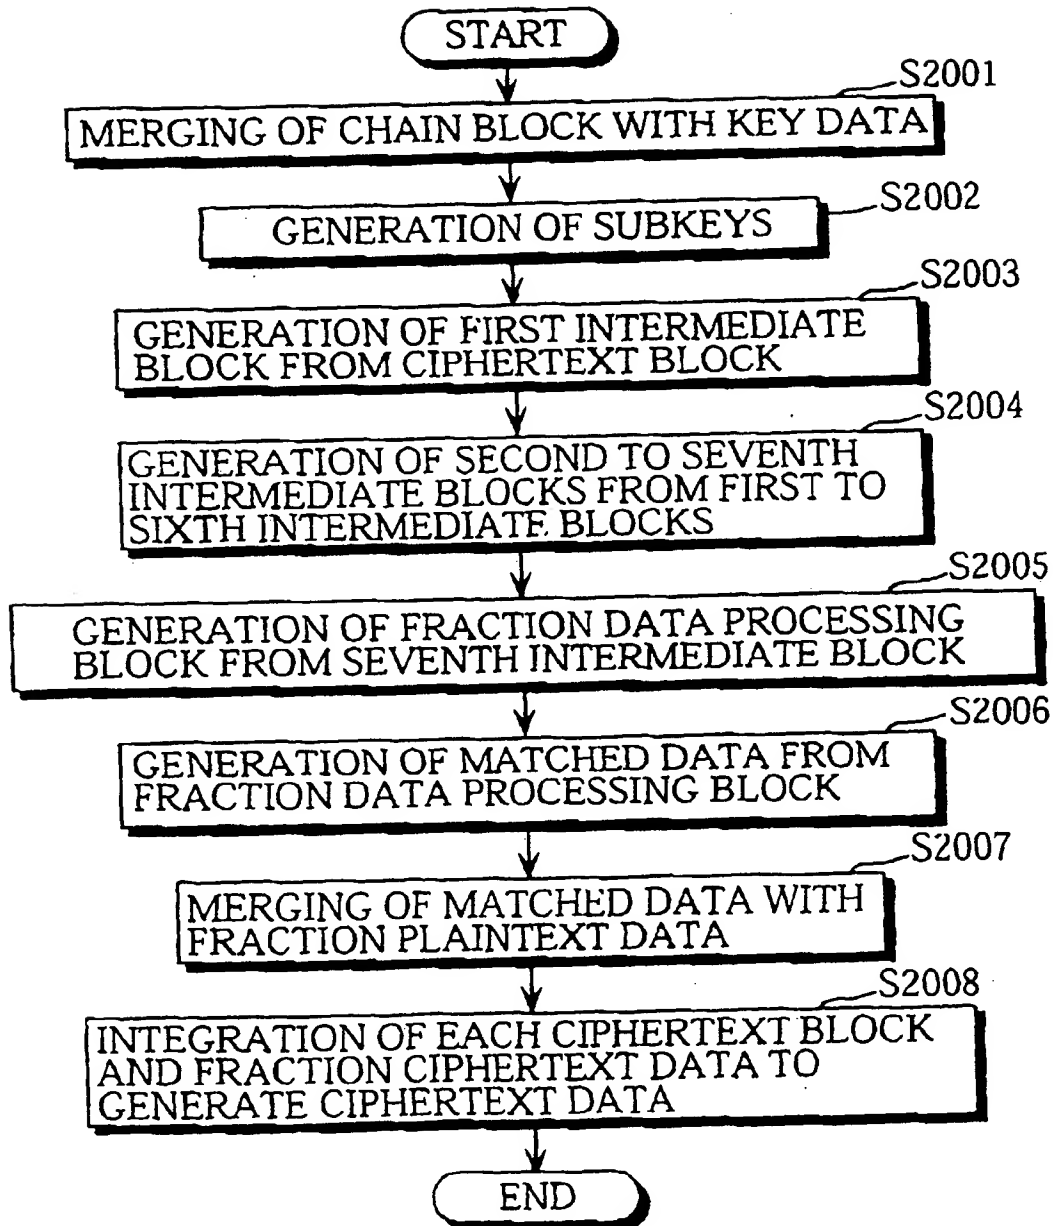 START
S2001
MERGING OF CHAIN BLOCK WITH KEY DATA
S2002
GENERATION OF SUBKEYS
S2003
GENERATION OF FIRST INTERMEDIATE
BLOCK FROM CIPHERTEXT BLOCK
S2004
GENERATION OF SECOND TO SEVENTH
INTERMEDIATE BLOCKS FROM FIRST TO
SIXTH INTERMEDIATE BLOCKS
S2005
GENERATION OF FRACTION DATA PROCESSING
BLOCK FROM SEVENTH INTERMEDIATE BLOCK
S2006
GENERATION OF MATCHED DATA FROM
FRACTION DATA PROCESSING BLOCK
S2007
MERGING OF MATCHED DATA WITH
FRACTION PLAINTEXT DATA
S2008
INTEGRATION OF EACH CIPHERTEXT BLOCK
AND FRACTION CIPHERTEXT DATA TO
GENERATE CIPHERTEXT DATA
END